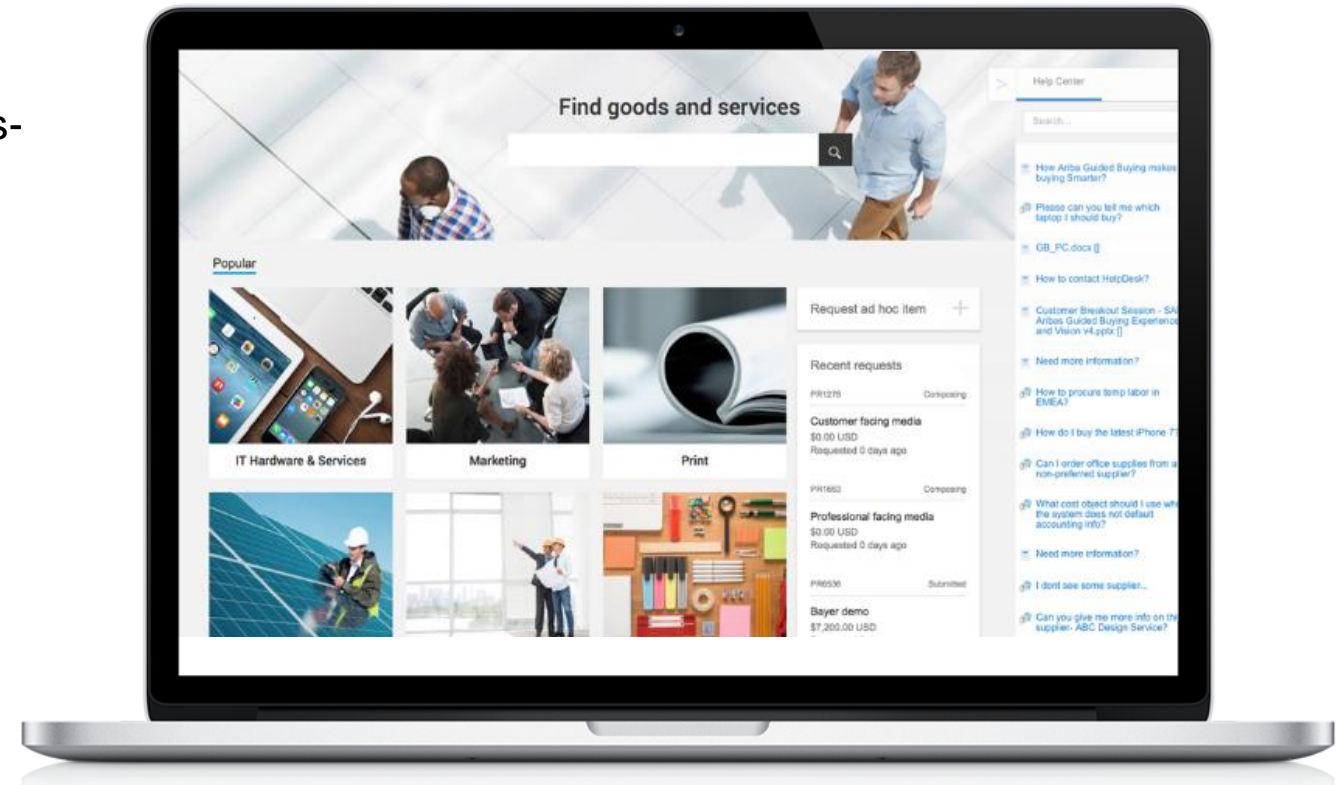 s-
Find goods and services
Popular
IT Hardware & Services
Marketing
Print
Request ad hoc item
Recent requests
PR1276 Composing
Customer facing media
$0.00 USD
Requested 0 days ago
Composing
Professional facing media
$0.00 USD
Requested 0 days ago
PR6536 Submitted
Bayer demo
$7,200.00 USD
>
Help Center
Search...
How Ariba Guided Buying makes
buying Smarter?
Please can you tell me which
laptop I should buy?
GB_PC.docx []
How to contact HelpDesk?
Customer Breakout Session - SA
Aribas Guided Buying Experience
and Vision v4.pptx []
Need more information?
How to procure temp labor in
EMEA?
How do I buy the latest iPhone 7?
Can I order office supplies from a
non-preferred supplier?
What cost object should I use whe
the system does not default
accounting info?
Need more information?
I dont see some supplier...
Can you give me more info on the
supplier- ABC Design Service?